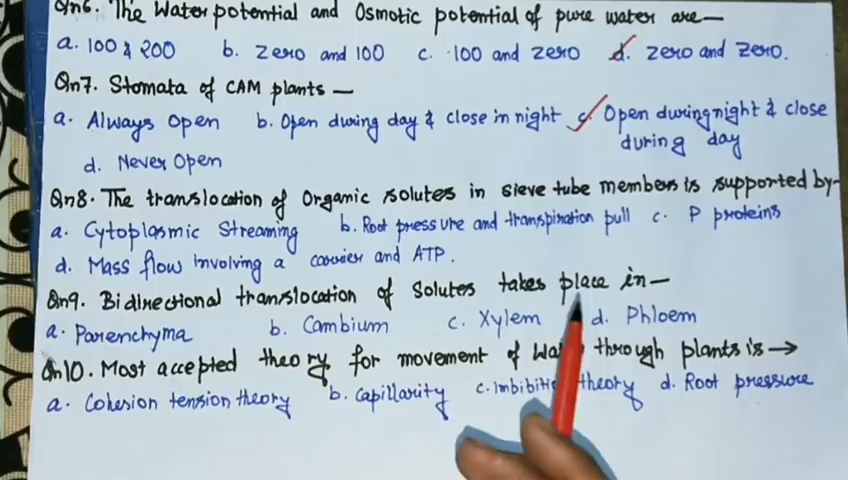 Qn6. The Water potential and Osmotic potential of pure water are—
a. 100 & 200 b. Zero and 100 c. 100 and zero d. zero and zero.
Qn7. Stomata of CAM plants —
a. Always open b. Open during day & close in night c. Open during night & close
during day
d. Never Open
Qn8. The translocation of Organic solutes in sieve tube members is supported by-
a. Cytoplasmic Streaming b. Root pressure and transpiration pull c. P proteins
d. Mass flow involving a carrier and ATP.
Qn9. Bidirectional translocation of Solutes takes place in—
a. Parenchyma b. Cambium c. Xylem d. Phloem
Qn10. Most accepted theory for movement of through plants is →
a. Cohesion tension theory b. Capillarity c. theory d. Root pressure